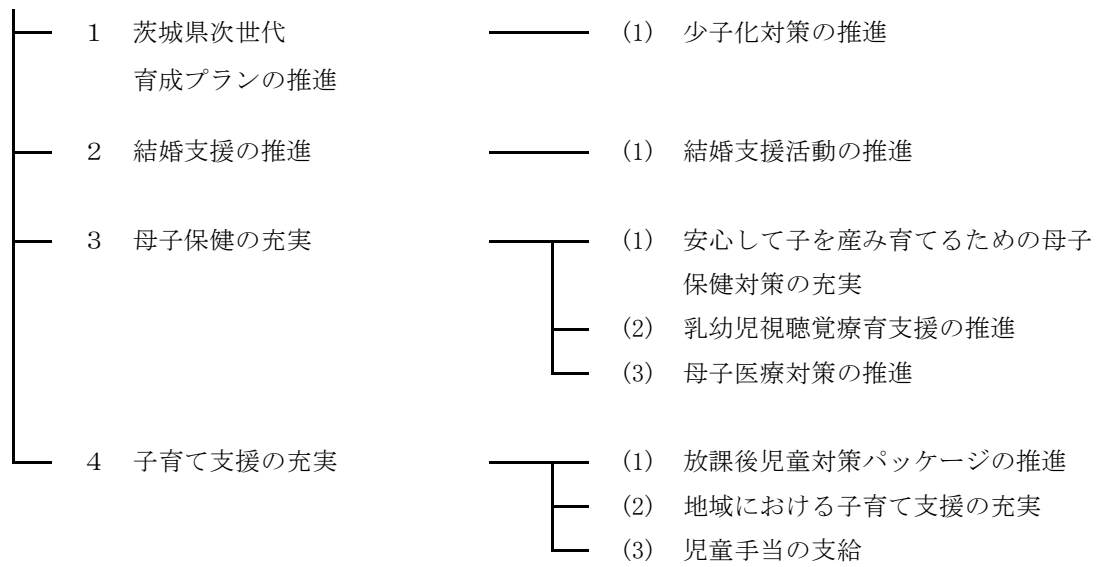 1 茨城県次世代 (1) 少子化対策の推進
育成プランの推進
2 結婚支援の推進 (1) 結婚支援活動の推進
3 母子保健の充実 (1) 安心して子を産み育てるための母子
保健対策の充実
(2) 乳幼児視聴覚療育支援の推進
(3) 母子医療対策の推進
4 子育て支援の充実 (1) 放課後児童対策パッケージの推進
(2) 地域における子育て支援の充実
(3) 児童手当の支給